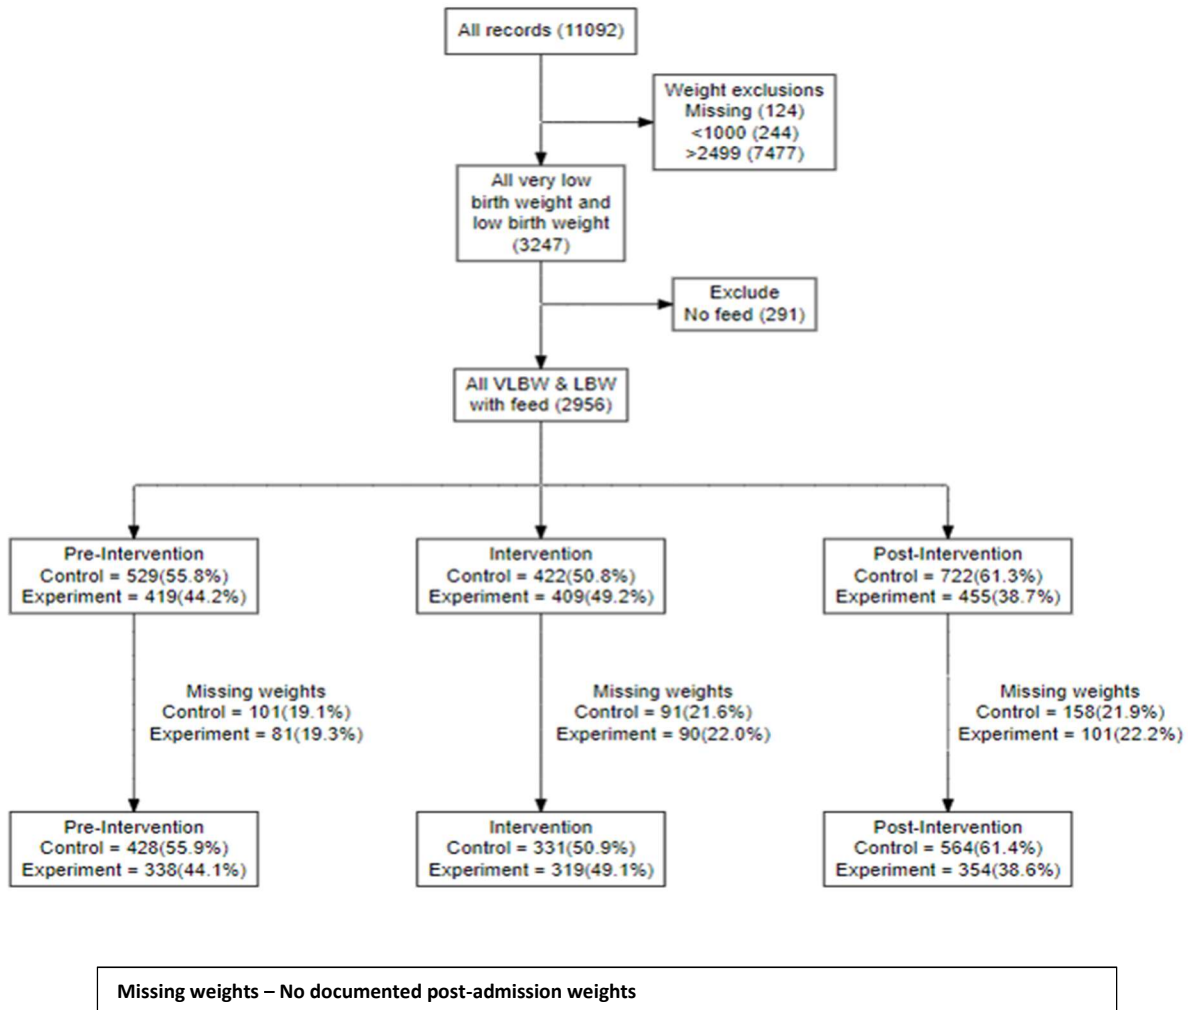 All records (11092)
Weight exclusions
Missing (124)
<1000 (244)
>2499 (7477)
All very low
birth weight and
low birth weight
(3247)
Exclude
No feed (291)
All VLBW & LBW
with feed (2956)
Pre-Intervention
Control = 529(55.8%)
Experiment = 419(44.2%)
Intervention
Control = 422(50.8%)
Experiment = 409(49.2%)
Post-Intervention
Control = 722(61.3%)
Experiment = 455(38.7%)
Missing weights
Control = 101(19.1%)
Experiment = 81(19.3%)
Missing weights
Control = 91(21.6%)
Experiment = 90(22.0%)
Missing weights
Control = 158(21.9%)
Experiment = 101(22.2%)
Pre-Intervention
Control = 428(55.9%)
Experiment = 338(44.1%)
Intervention
Control = 331(50.9%)
Experiment = 319(49.1%)
Post-Intervention
Control = 564(61.4%)
Experiment = 354(38.6%)
Missing weights – No documented post-admission weights